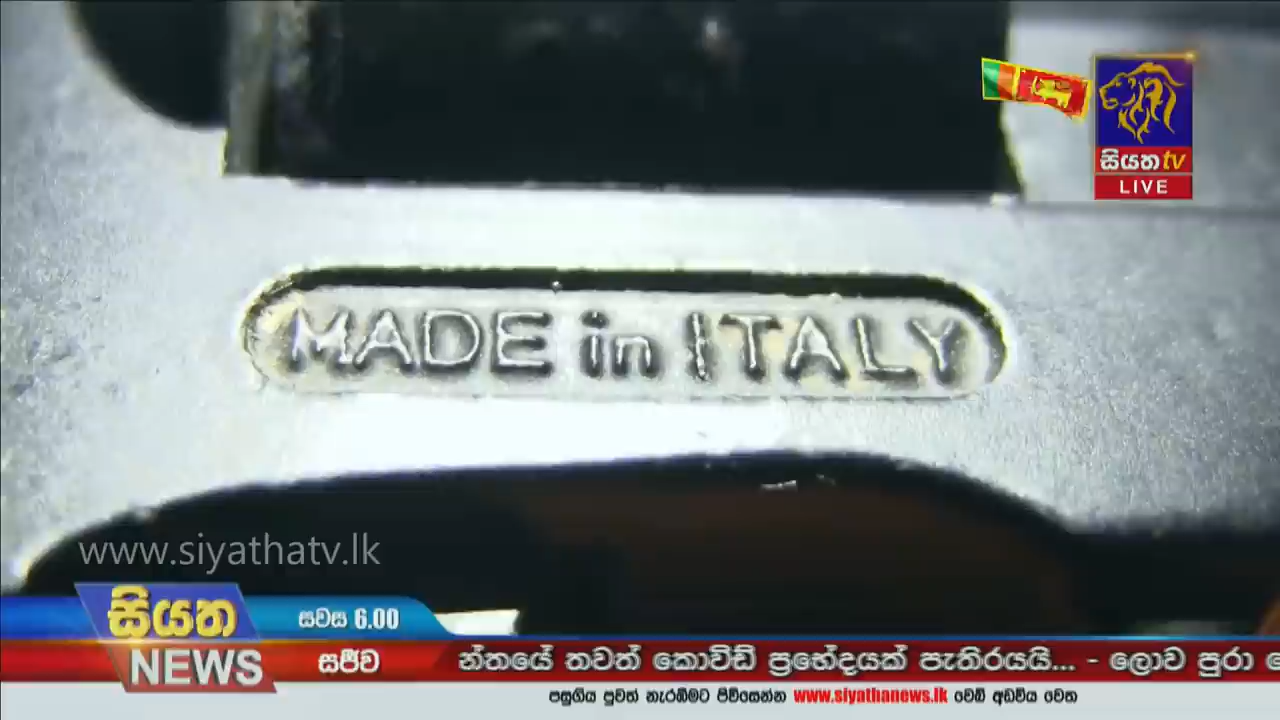 සියත tv
LIVE
MADE in ITALY
www.siyathatv.lk
සියත
NEWS
සවස 6.00
සජීව
න්තයේ තවත් කොවිඩ් ප්‍රභේදයක් පැතිරයයි... - ලොව පුරා
පසුගිය පුවත් නැරඹීමට පිවිසෙන්න www.siyathanews.lk වෙබ් අඩවිය වෙත